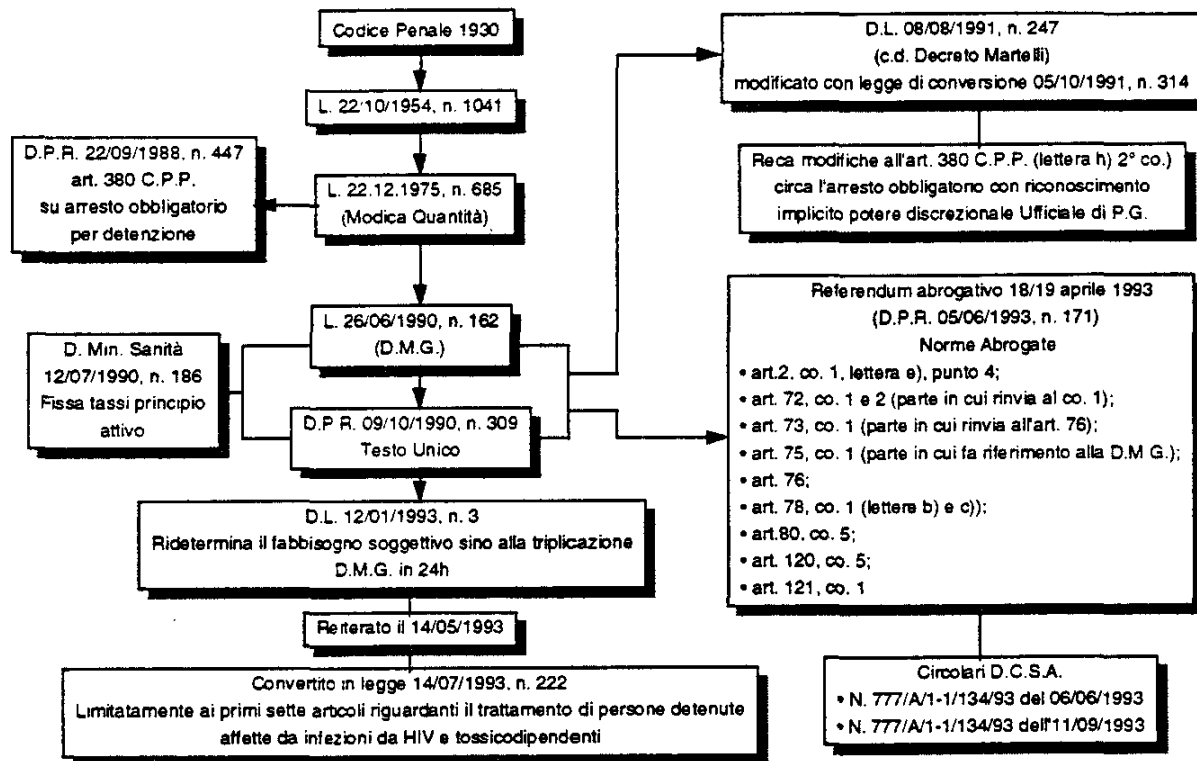 Codice Penale 1930
L. 22/10/1954, n. 1041
D.P.R. 22/09/1988, n. 447
art. 380 C.P.P.
su arresto obbligatorio
per detenzione
L. 22.12.1975, n. 685
(Modica Quantità)
L. 26/06/1990, n. 162
(D.M.G.)
D. Min. Sanità
12/07/1990, n. 186
Fissa tassi principio
attivo
D.P.R. 09/10/1990, n. 309
Testo Unico
D.L. 12/01/1993, n. 3
Ridetermina il fabbisogno soggettivo sino alla triplicazione
D.M.G. in 24h
Reiterato il 14/05/1993
Convertito in legge 14/07/1993, n. 222
Limitatamente ai primi sette articoli riguardanti il trattamento di persone detenute
affette da infezioni da HIV e tossicodipendenti
D.L. 08/08/1991, n. 247
(c.d. Decreto Martelli)
modificato con legge di conversione 05/10/1991, n. 314
Reca modifiche all'art. 380 C.P.P. (lettera h) 2° co.)
circa l'arresto obbligatorio con riconoscimento
implicito potere discrezionale Ufficiale di P.G.
Referendum abrogativo 18/19 aprile 1993
(D.P.R. 05/06/1993, n. 171)
Norme Abrogate
• art.2, co. 1, lettera e), punto 4;
• art. 72, co. 1 e 2 (parte in cui rinvia al co. 1);
• art. 73, co. 1 (parte in cui rinvia all'art. 76);
• art. 75, co. 1 (parte in cui fa riferimento alla D.M G.);
• art. 76;
• art. 78, co. 1 (lettere b) e c));
• art.80, co. 5;
• art. 120, co. 5;
• art. 121, co. 1
Circolari D.C.S.A.
• N. 777/A/1-1/134/93 del 06/06/1993
• N. 777/A/1-1/134/93 dell'11/09/1993